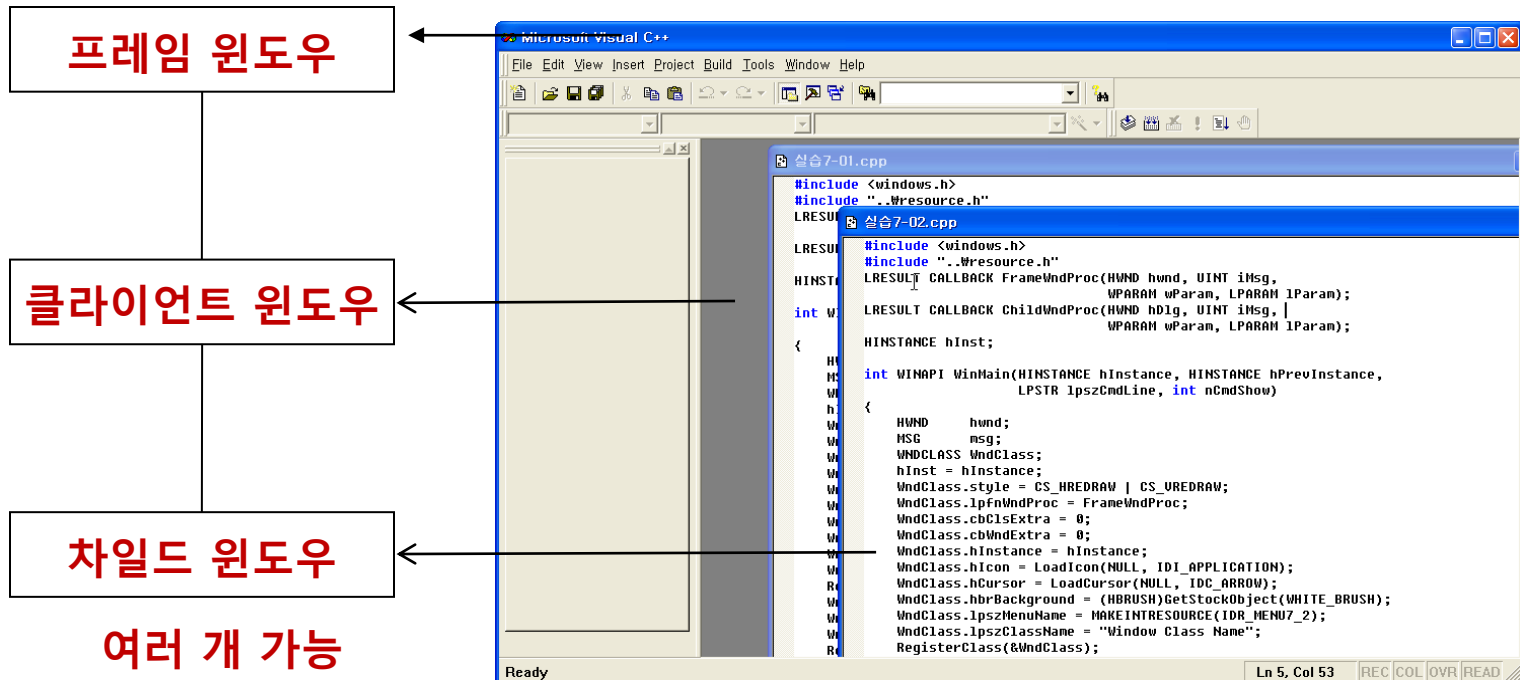 프레임 윈도우
클라이언트 윈도우
차일드 윈도우
여러 개 가능
Microsoft Visual C++
File Edit View Insert Project Build Tools Window Help
실습7-01.cpp
#include <windows.h>
#include "..₩resource.h"
LRESU
LRESU
HINST
int W
{
실습7-02.cpp
#include <windows.h>
#include "..₩resource.h"
LRESULT CALLBACK FrameWndProc(HWND hwnd, UINT iMsg,
WPARAM wParam, LPARAM lParam);
LRESULT CALLBACK ChildWndProc(HWND hDlg, UINT iMsg,
WPARAM wParam, LPARAM lParam);
HINSTANCE hInst;
int WINAPI WinMain(HINSTANCE hInstance, HINSTANCE hPrevInstance,
LPSTR lpszCmdLine, int nCmdShow)
{
HWND hwnd;
MSG msg;
WNDCLASS WndClass;
hInst = hInstance;
WndClass.style = CS_HREDRAW | CS_VREDRAW;
WndClass.lpfnWndProc = FrameWndProc;
WndClass.cbClsExtra = 0;
WndClass.cbWndExtra = 0;
WndClass.hInstance = hInstance;
WndClass.hIcon = LoadIcon(NULL, IDI_APPLICATION);
WndClass.hCursor = LoadCursor(NULL, IDC_ARROW);
WndClass.hbrBackground = (HBRUSH)GetStockObject(WHITE_BRUSH);
WndClass.lpszMenuName = MAKEINTRESOURCE(IDR_MENU7_2);
WndClass.lpszClassName = "Window Class Name";
RegisterClass(&WndClass);
Ready
Ln 5, Col 53 REC COL OVR READ